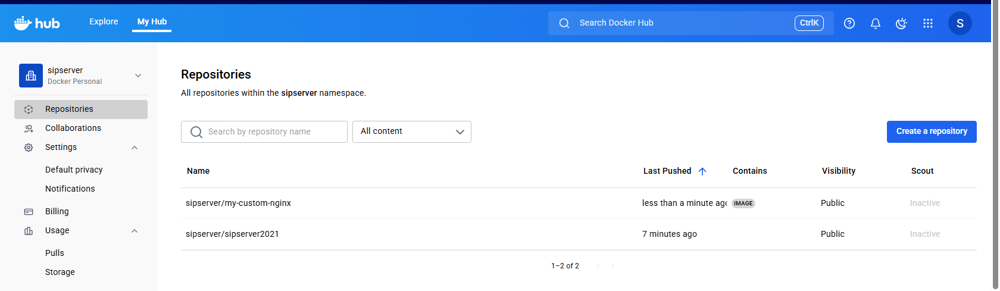 hub Explore My Hub Search Docker Hub CtrlK S
sipserver
Docker Personal
Repositories
Collaborations
Settings
Default privacy
Notifications
Billing
Usage
Pulls
Storage
Repositories
All repositories within the sipserver namespace.
Search by repository name All content Create a repository
Name Last Pushed Contains Visibility Scout
sipserver/my-custom-nginx less than a minute ago IMAGE Public Inactive
sipserver/sipserver2021 7 minutes ago Public Inactive
1–2 of 2